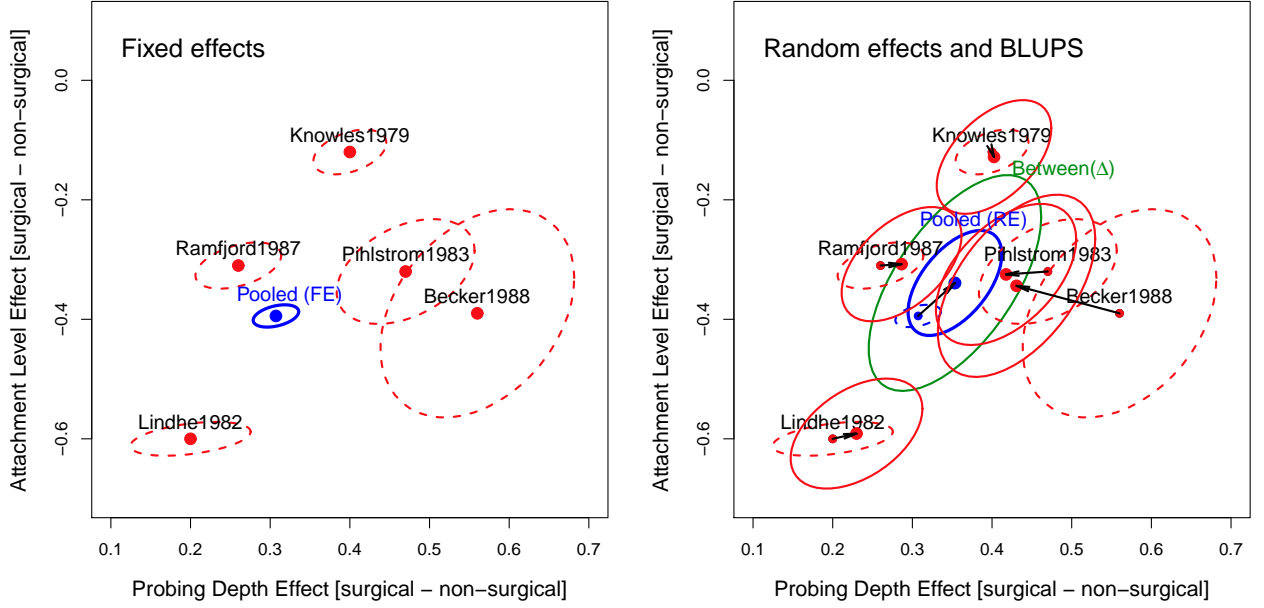 Fixed effects
Knowles1979
Ramfjord1987
Pihlstrom1983
Pooled (FE)
Becker1988
Lindhe1982
0.0
−0.2
−0.4
−0.6
0.1 0.2 0.3 0.4 0.5 0.6 0.7
Probing Depth Effect [surgical − non−surgical]
Attachment Level Effect [surgical − non−surgical]
Random effects and BLUPS
Knowles1979
Between(Δ)
Pooled (RE)
Ramfjord1987
Pihlstrom1983
Becker1988
Lindhe1982
0.0
−0.2
−0.4
−0.6
0.1 0.2 0.3 0.4 0.5 0.6 0.7
Probing Depth Effect [surgical − non−surgical]
Attachment Level Effect [surgical − non−surgical]